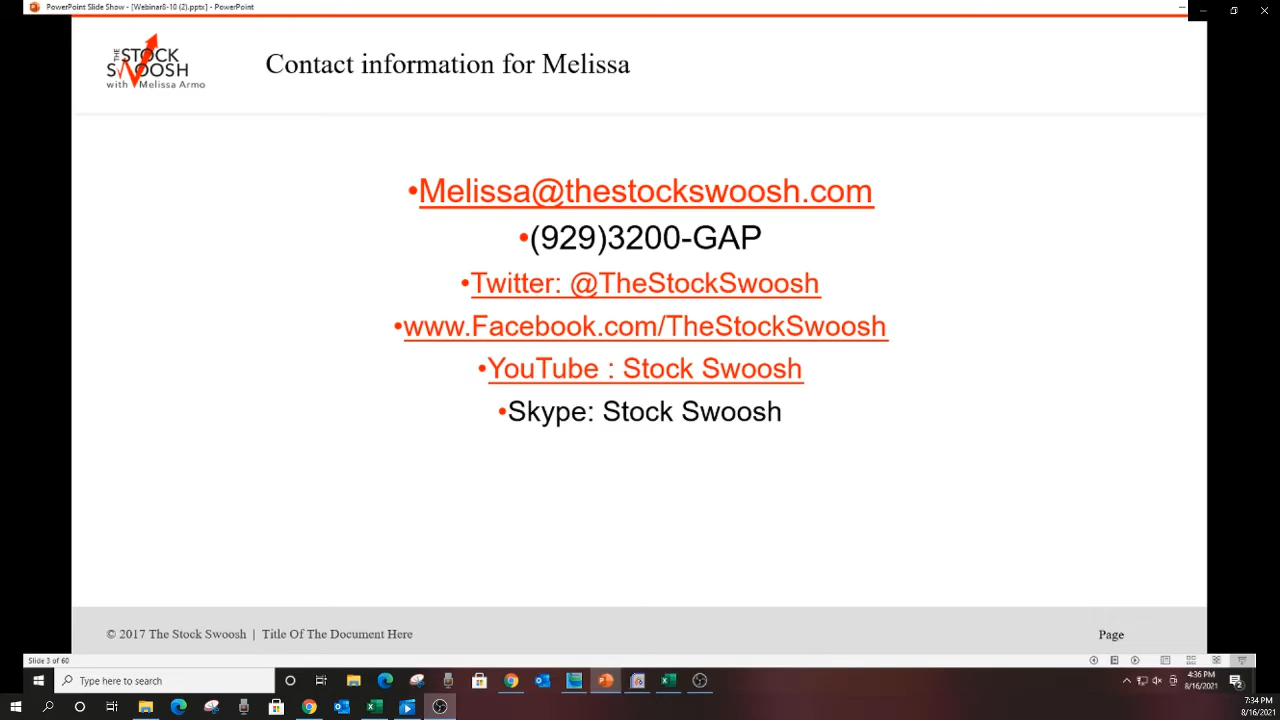 PowerPoint Slide Show - [Webinar8-10 (2).pptx] - PowerPoint
THE STOCK SWOOSH
with Melissa Armo
Contact information for Melissa
•Melissa@thestockswoosh.com
•(929)3200-GAP
•Twitter: @TheStockSwoosh
•www.Facebook.com/TheStockSwoosh
•YouTube : Stock Swoosh
•Skype: Stock Swoosh
© 2017 The Stock Swoosh | Title Of The Document Here
Page
Slide 3 of 60
Type here to search
4:36 PM
8/16/2021
7:34 PM
8/16/2021